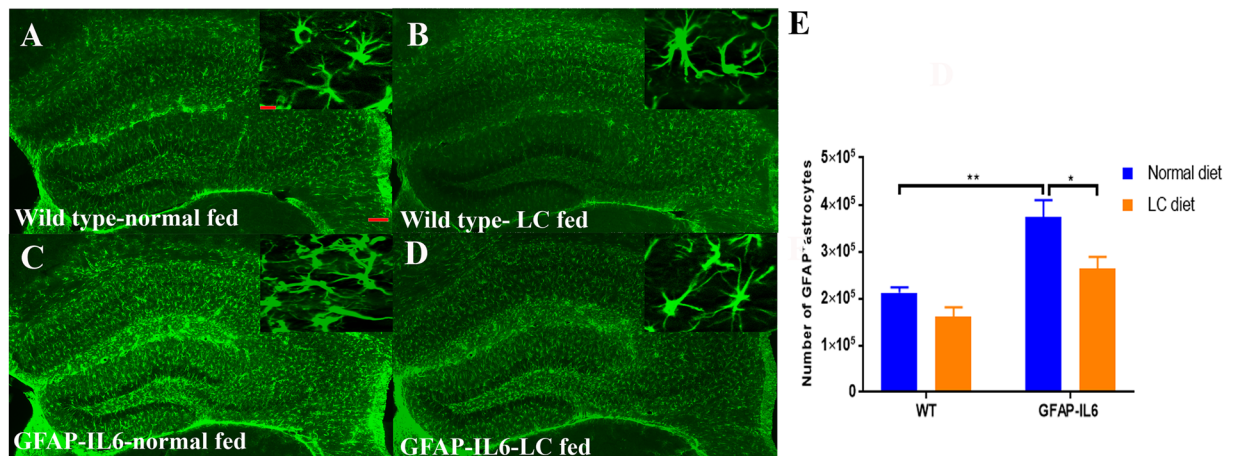 A
B
Wild type-normal fed
Wild type- LC fed
C
D
GFAP-IL6-normal fed
GFAP-IL6-LC fed
E
D
Number of GFAP⁺astrocytes
5×10⁵
4×10⁵
3×10⁵
2×10⁵
1×10⁵
0
**
*
WT
GFAP-IL6
Normal diet
LC diet